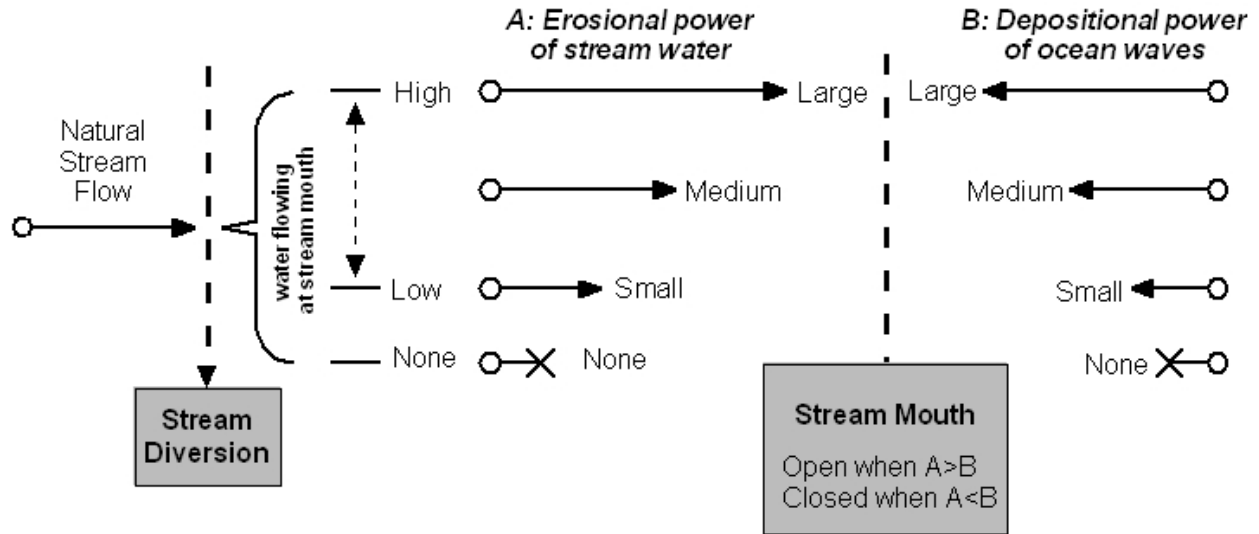 A: Erosional power
of stream water
B: Depositional power
of ocean waves
Natural
Stream
Flow
water flowing
at stream mouth
High
Large
Large
Medium
Medium
Low
Small
Small
None
None
None
Stream
Diversion
Stream Mouth
Open when A>B
Closed when A<B